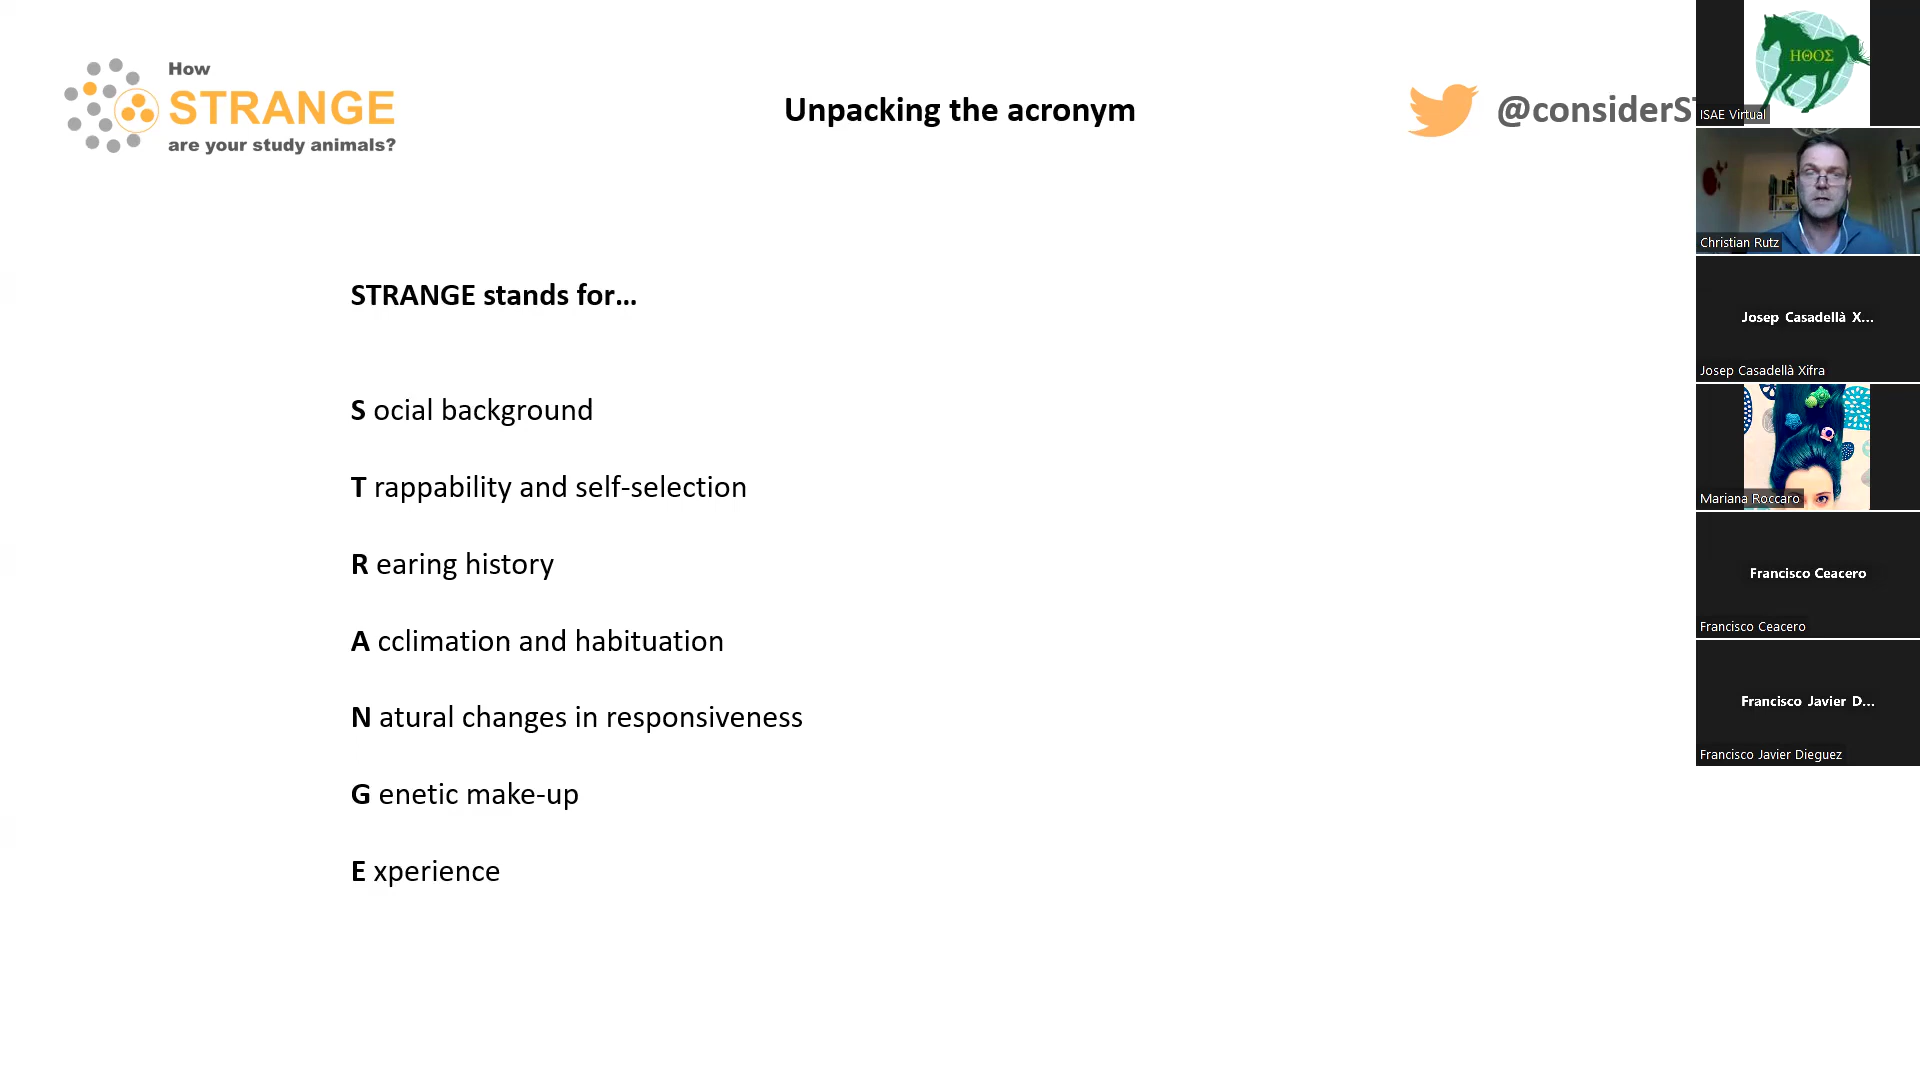 How
STRANGE
are your study animals?
Unpacking the acronym
@considerS
STRANGE stands for...
S ocial background
T rappability and self-selection
R earing history
A cclimation and habituation
N atural changes in responsiveness
G enetic make-up
E xperience
ΗΘΟΣ
ISAE Virtual
Christian Rutz
Josep Casadellà X...
Josep Casadellà Xifra
Mariana Roccaro
Francisco Ceacero
Francisco Ceacero
Francisco Javier D...
Francisco Javier Dieguez